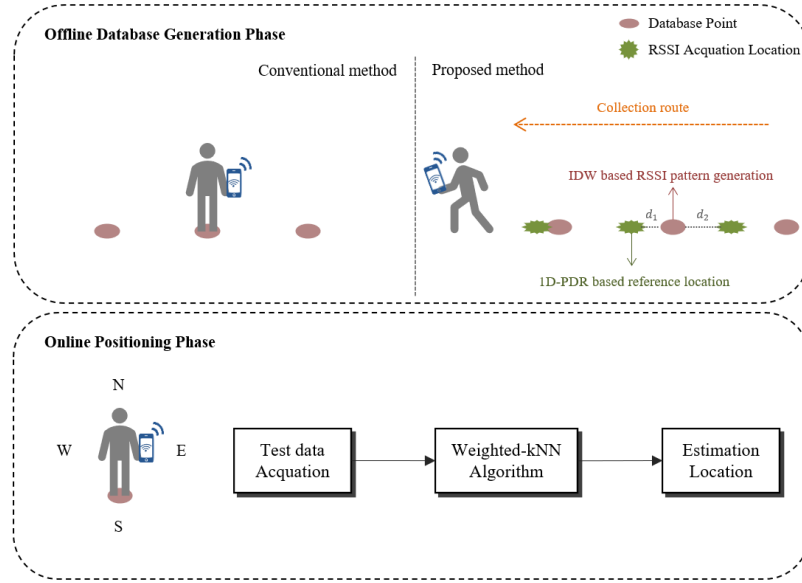 Offline Database Generation Phase
Database Point
RSSI Acquation Location
Conventional method
Proposed method
Collection route
IDW based RSSI pattern generation
d1
d2
1D-PDR based reference location
Online Positioning Phase
N
W
E
S
Test data
Acquation
Weighted-kNN
Algorithm
Estimation
Location